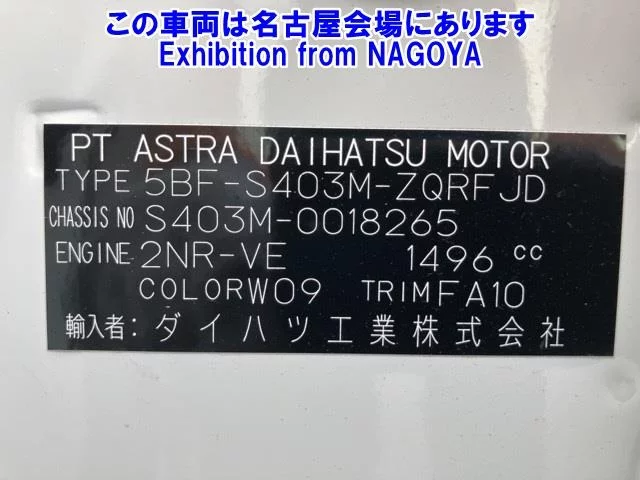 この車両は名古屋会場にあります
Exhibition from NAGOYA
PT ASTRA DAIHATSU MOTOR
TYPE 5BF-S403M-ZQRFJD
CHASSIS NO S403M-0018265
ENGINE 2NR-VE 1496 cc
COLOR W09 TRIM FA10
輸入者: ダイハツ工業株式会社